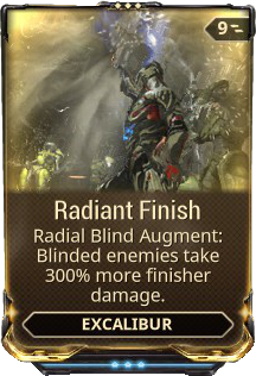 9
Radiant Finish
Radial Blind Augment:
Blinded enemies take
300% more finisher
damage.
EXCALIBUR